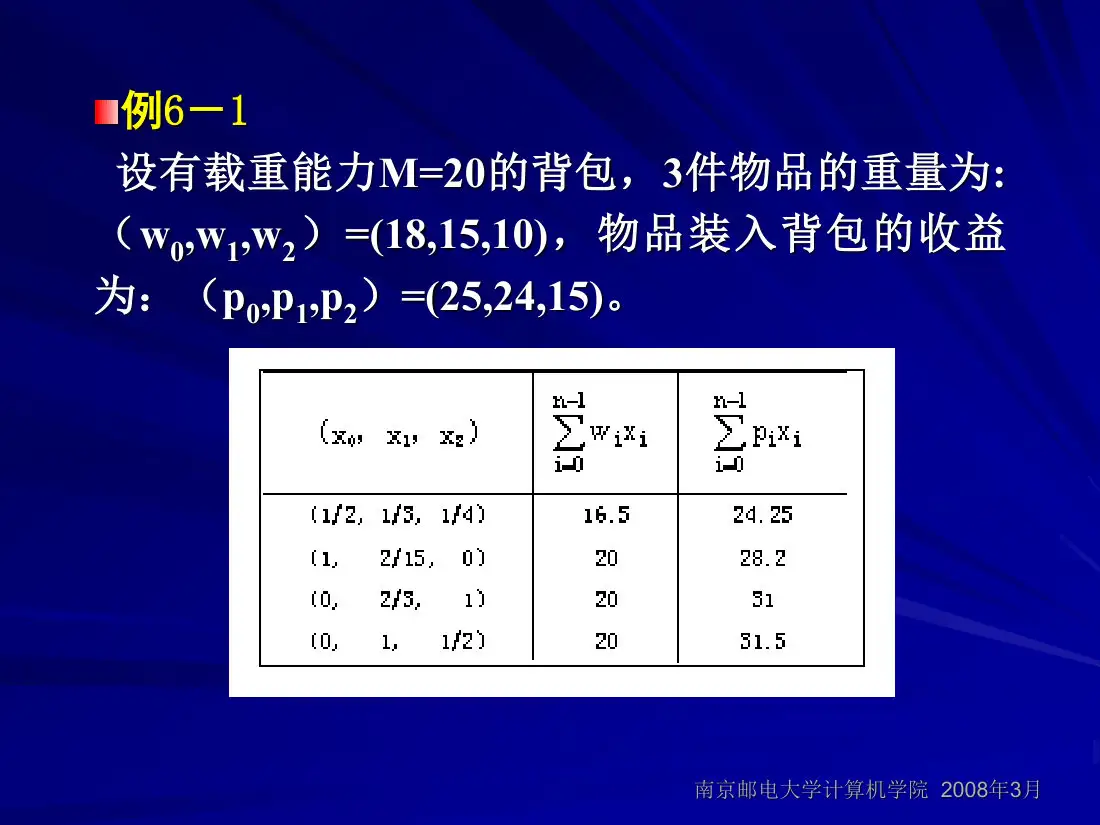 例6－1
设有载重能力M=20的背包，3件物品的重量为:
（w0,w1,w2）=(18,15,10)，物品装入背包的收益
为：（p0,p1,p2）=(25,24,15)。
(x0, x1, x2) n-1∑i=0 wixi n-1∑i=0 pixi
(1/2, 1/3, 1/4) 16.5 24.25
(1, 2/15, 0) 20 28.2
(0, 2/3, 1) 20 31
(0, 1, 1/2) 20 31.5
南京邮电大学计算机学院 2008年3月